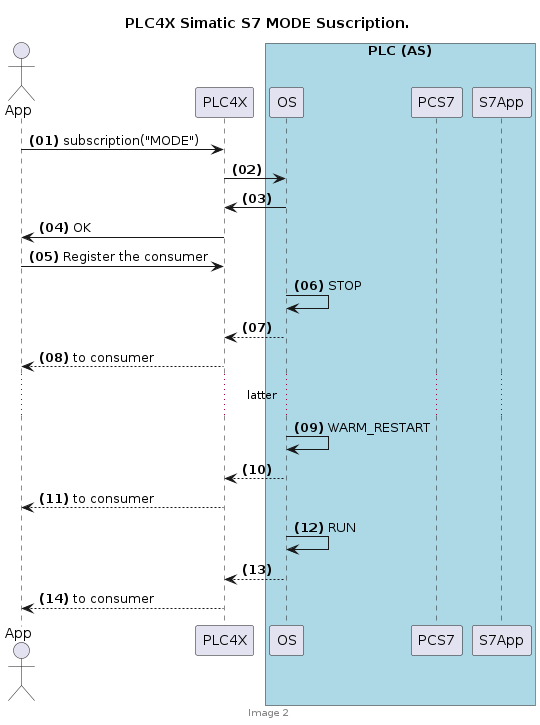 PLC4X Simatic S7 MODE Suscription.
PLC (AS)
App
PLC4X
OS
PCS7
S7App
(01) subscription("MODE")
(02)
(03)
(04) OK
(05) Register the consumer
(06) STOP
(07)
(08) to consumer
latter
(09) WARM_RESTART
(10)
(11) to consumer
(12) RUN
(13)
(14) to consumer
App
PLC4X
OS
PCS7
S7App
Image 2